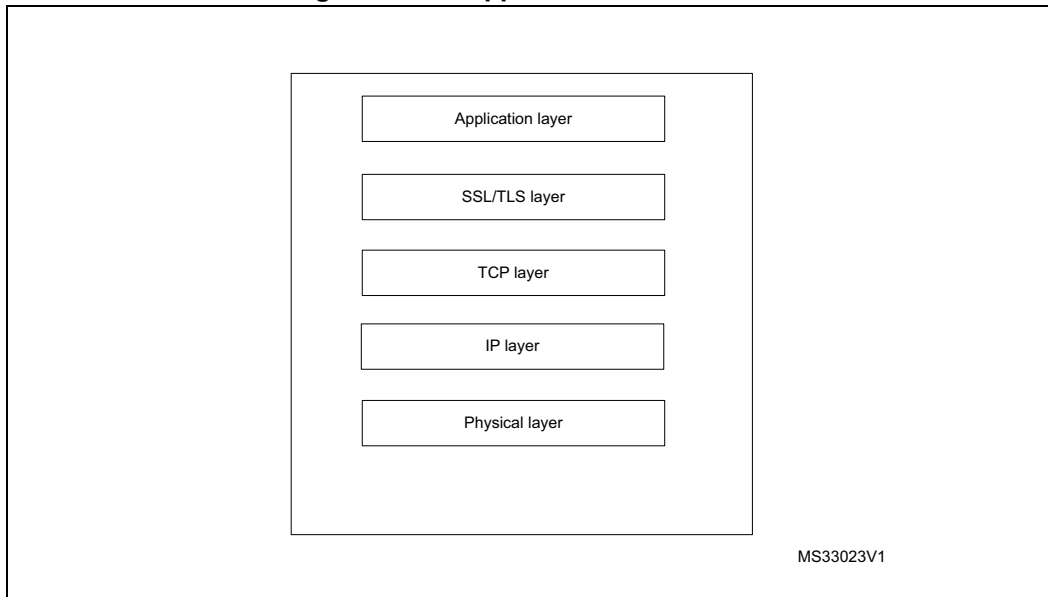 Application layer
SSL/TLS layer
TCP layer
IP layer
Physical layer
MS33023V1